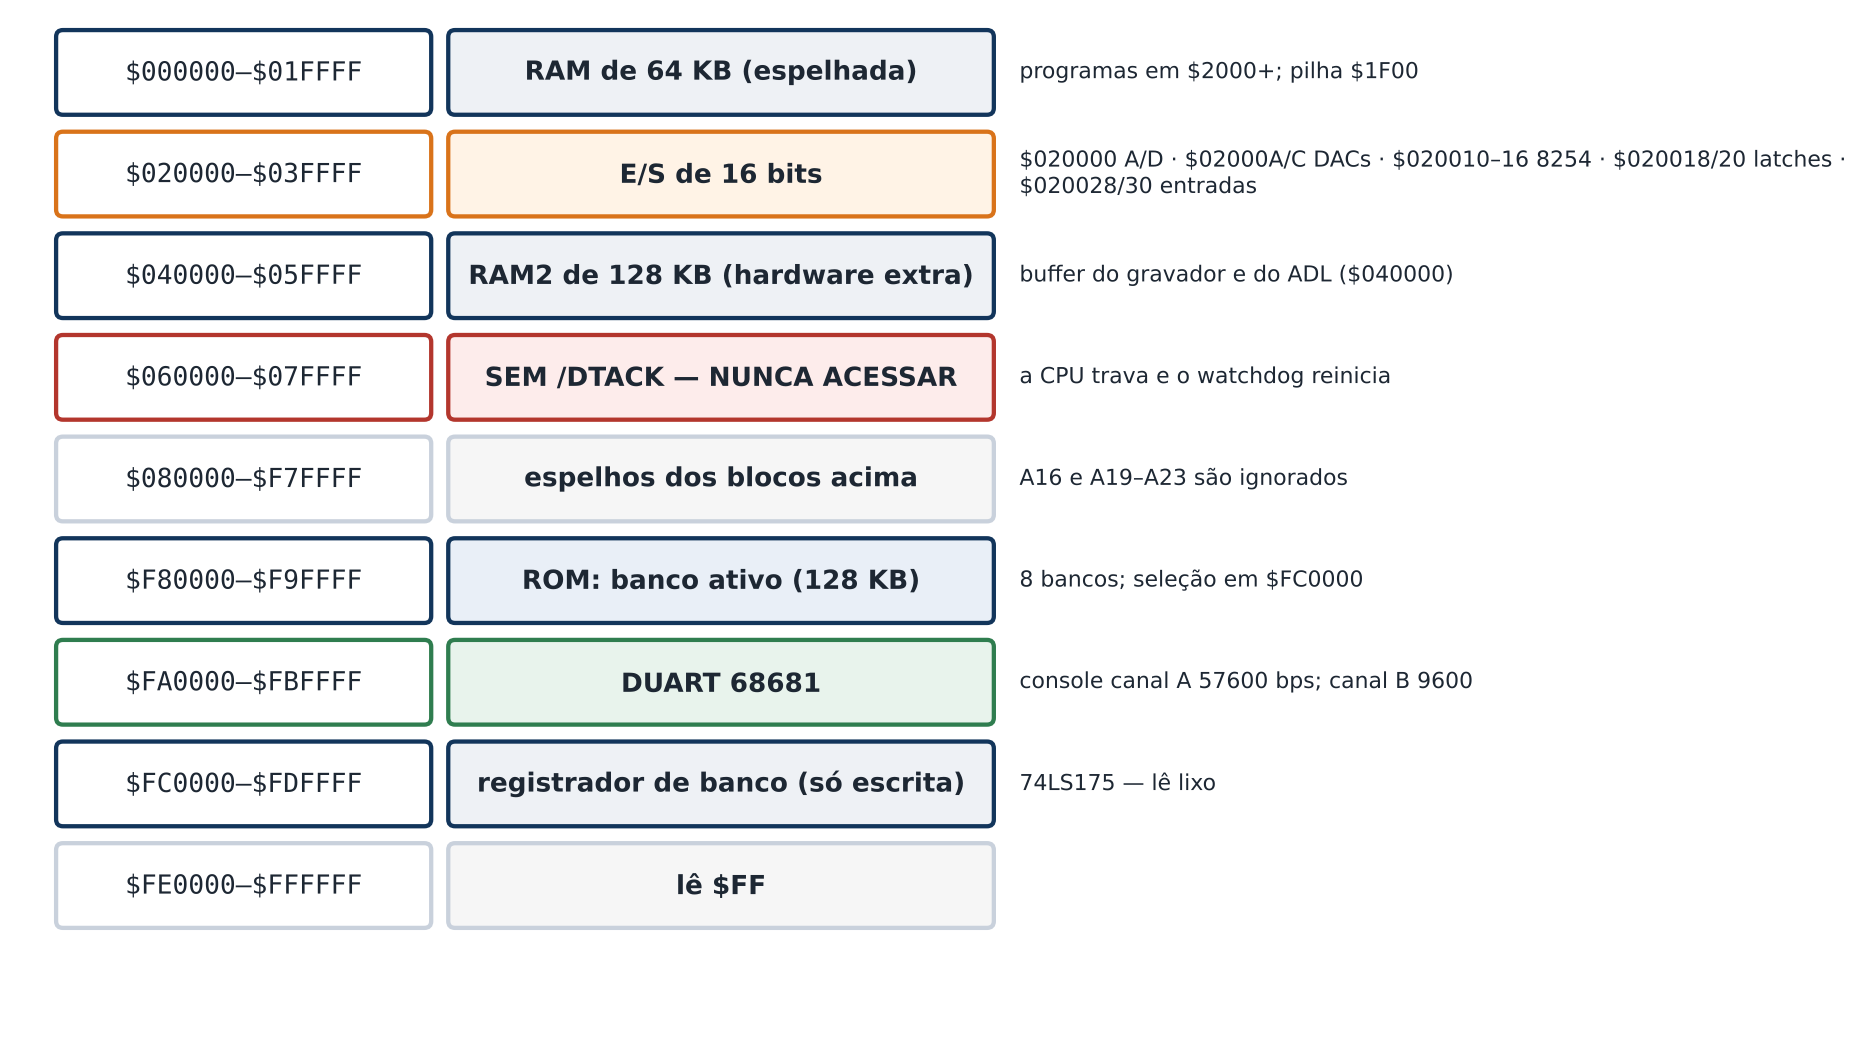 $000000–$01FFFF
RAM de 64 KB (espelhada)
programas em $2000+; pilha $1F00
$020000–$03FFFF
E/S de 16 bits
$020000 A/D · $02000A/C DACs · $020010–16 8254 · $020018/20 latches ·
$020028/30 entradas
$040000–$05FFFF
RAM2 de 128 KB (hardware extra)
buffer do gravador e do ADL ($040000)
$060000–$07FFFF
SEM /DTACK — NUNCA ACESSAR
a CPU trava e o watchdog reinicia
$080000–$F7FFFF
espelhos dos blocos acima
A16 e A19–A23 são ignorados
$F80000–$F9FFFF
ROM: banco ativo (128 KB)
8 bancos; seleção em $FC0000
$FA0000–$FBFFFF
DUART 68681
console canal A 57600 bps; canal B 9600
$FC0000–$FDFFFF
registrador de banco (só escrita)
74LS175 — lê lixo
$FE0000–$FFFFFF
lê $FF